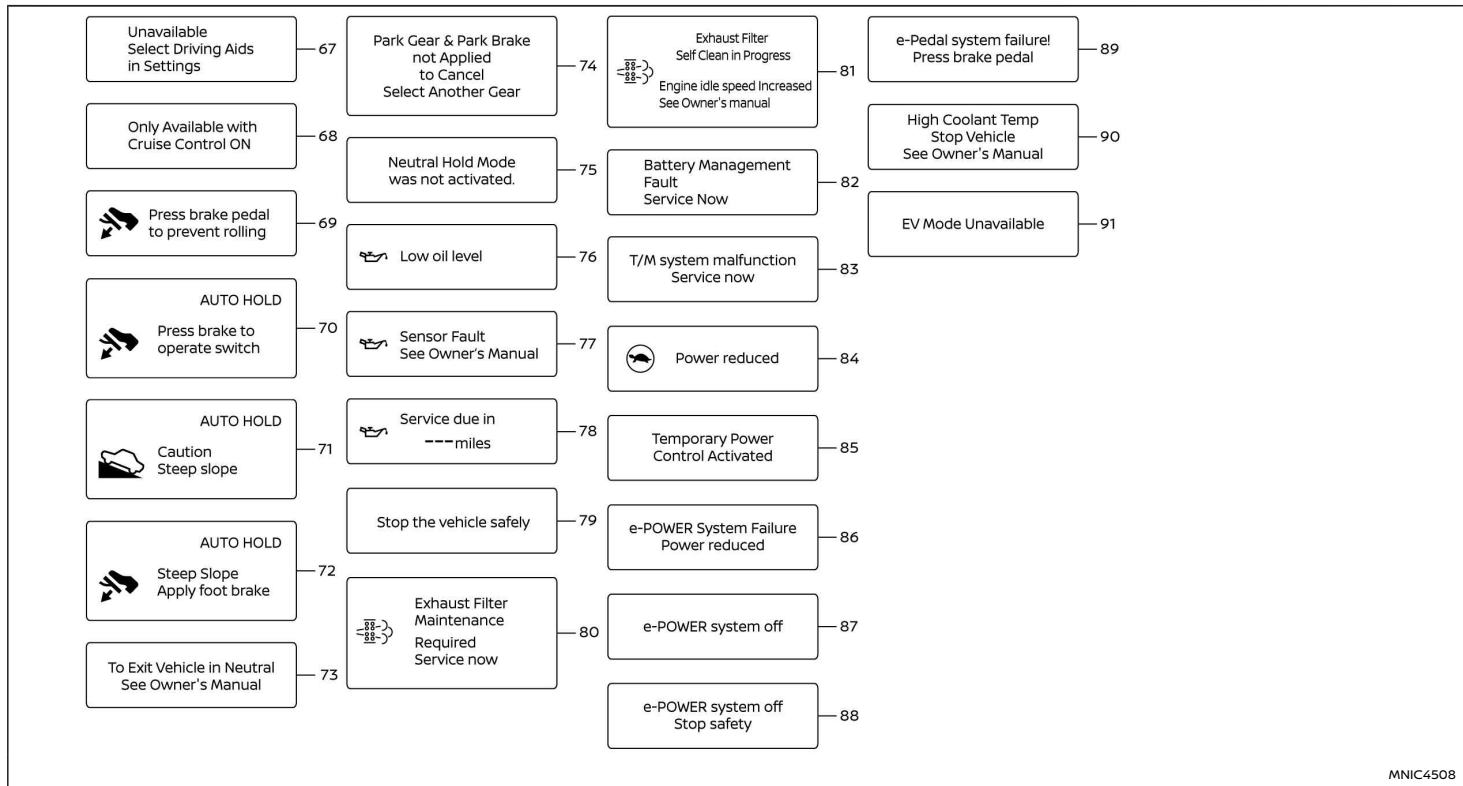 Unavailable
Select Driving Aids
in Settings
67
Only Available with
Cruise Control ON
68
Press brake pedal
to prevent rolling
69
AUTO HOLD
Press brake to
operate switch
70
AUTO HOLD
Caution
Steep slope
71
AUTO HOLD
Steep Slope
Apply foot brake
72
To Exit Vehicle in Neutral
See Owner's Manual
73
Park Gear & Park Brake
not Applied
to Cancel
Select Another Gear
74
Neutral Hold Mode
was not activated.
75
Low oil level
76
Sensor Fault
See Owner's Manual
77
Service due in
---miles
78
Stop the vehicle safely
79
Exhaust Filter
Maintenance
Required
Service now
80
Exhaust Filter
Self Clean in Progress
Engine idle speed Increased
See Owner's manual
81
Battery Management
Fault
Service Now
82
T/M system malfunction
Service now
83
Power reduced
84
Temporary Power
Control Activated
85
e-POWER System Failure
Power reduced
86
e-POWER system off
87
e-POWER system off
Stop safety
88
e-Pedal system failure!
Press brake pedal
89
High Coolant Temp
Stop Vehicle
See Owner's Manual
90
EV Mode Unavailable
91
MNIC4508